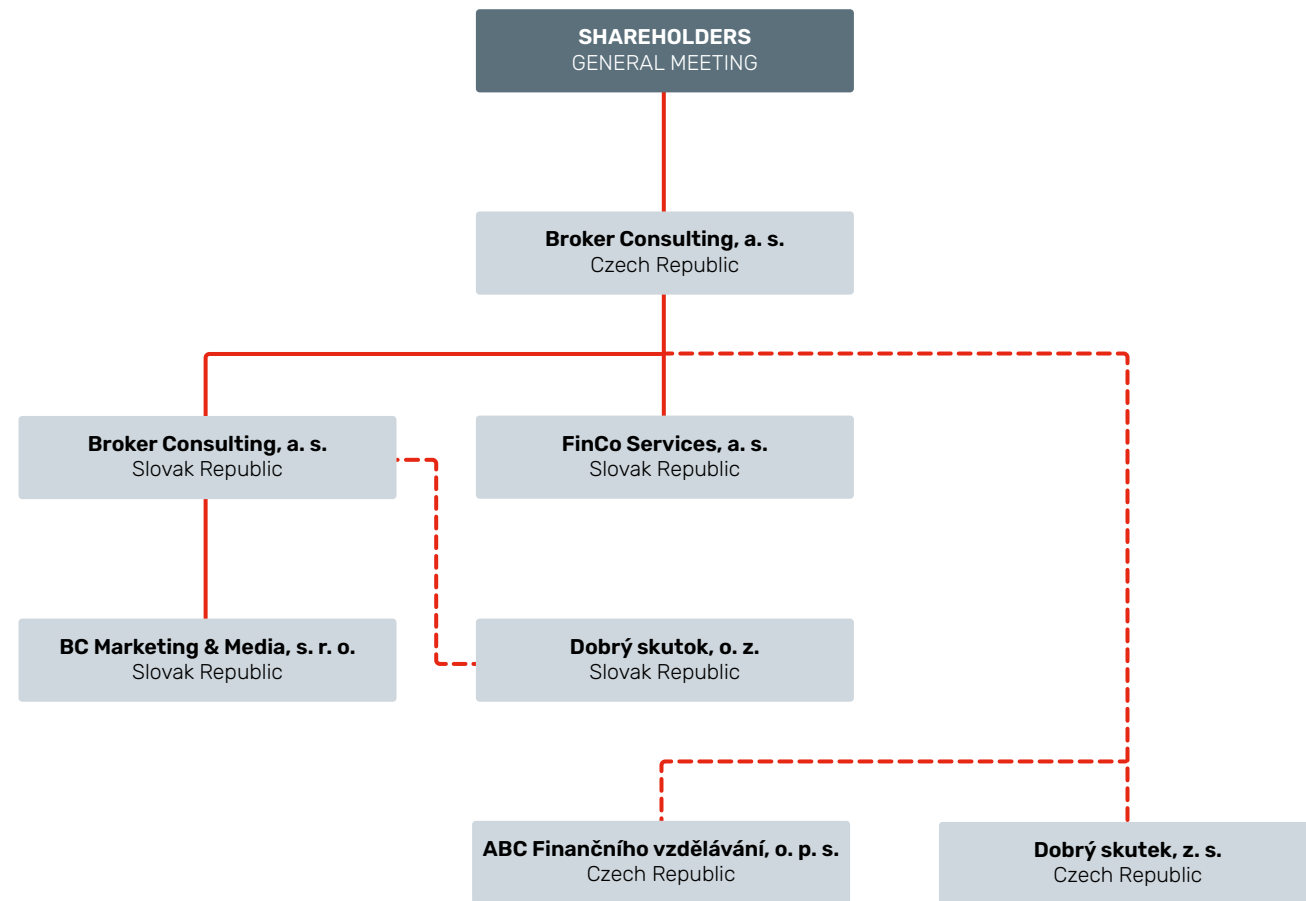 SHAREHOLDERS
GENERAL MEETING
Broker Consulting, a. s.
Czech Republic
Broker Consulting, a. s.
Slovak Republic
FinCo Services, a. s.
Slovak Republic
BC Marketing & Media, s. r. o.
Slovak Republic
Dobrý skutok, o. z.
Slovak Republic
ABC Finančního vzdělávání, o. p. s.
Czech Republic
Dobrý skutek, z. s.
Czech Republic